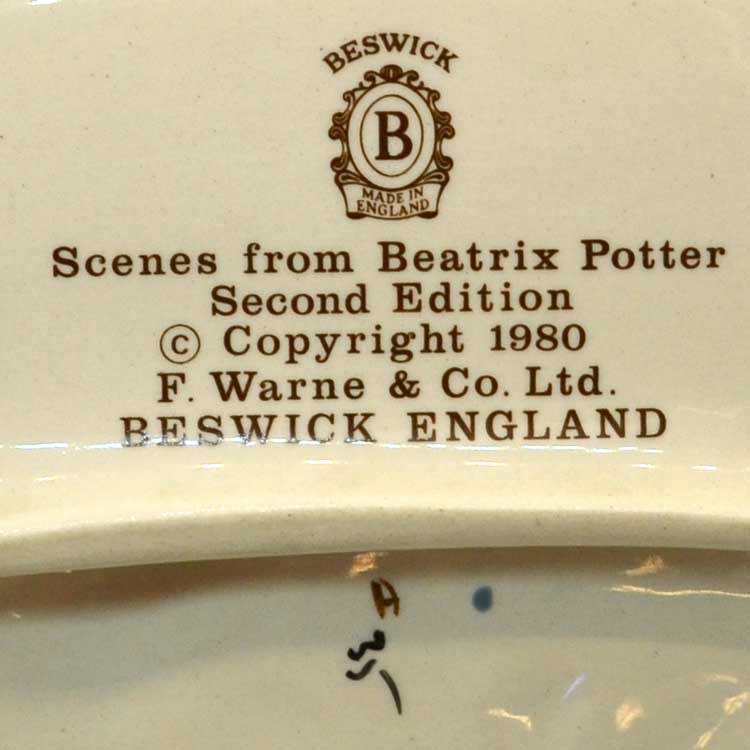 BESWICK
B
MADE IN
ENGLAND
Scenes from Beatrix Potter
Second Edition
© Copyright 1980
F. Warne & Co. Ltd.
BESWICK ENGLAND
A